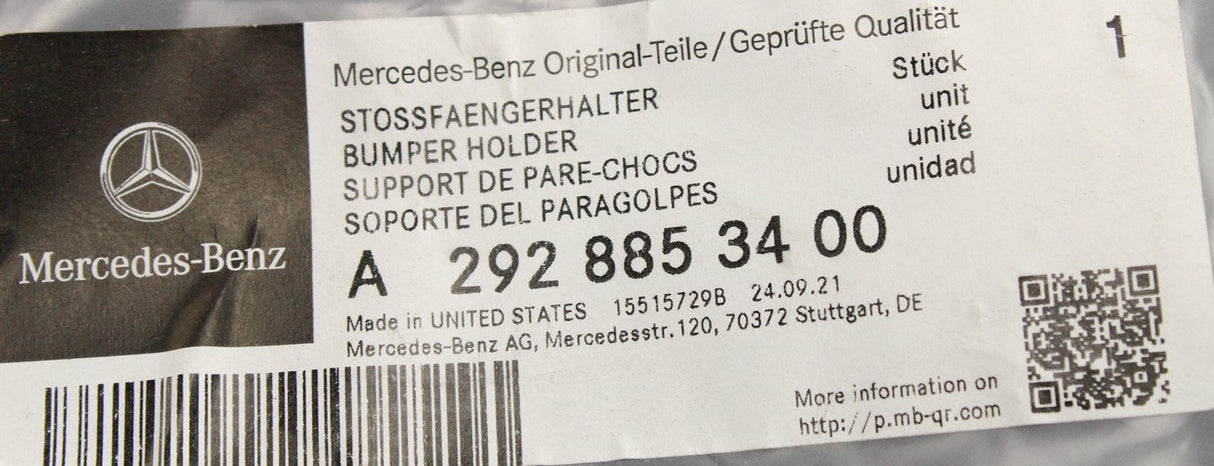 Mercedes-Benz
Mercedes-Benz Original-Teile/Geprüfte Qualität
1
STOSSFAENGERHALTER
Stück
BUMPER HOLDER
unit
SUPPORT DE PARE-CHOCS
unité
SOPORTE DEL PARAGOLPES
unidad
A 292 885 34 00
Made in UNITED STATES 15515729B 24.09.21
Mercedes-Benz AG, Mercedesstr.120, 70372 Stuttgart, DE
More information on
http://p.mb-qr.com